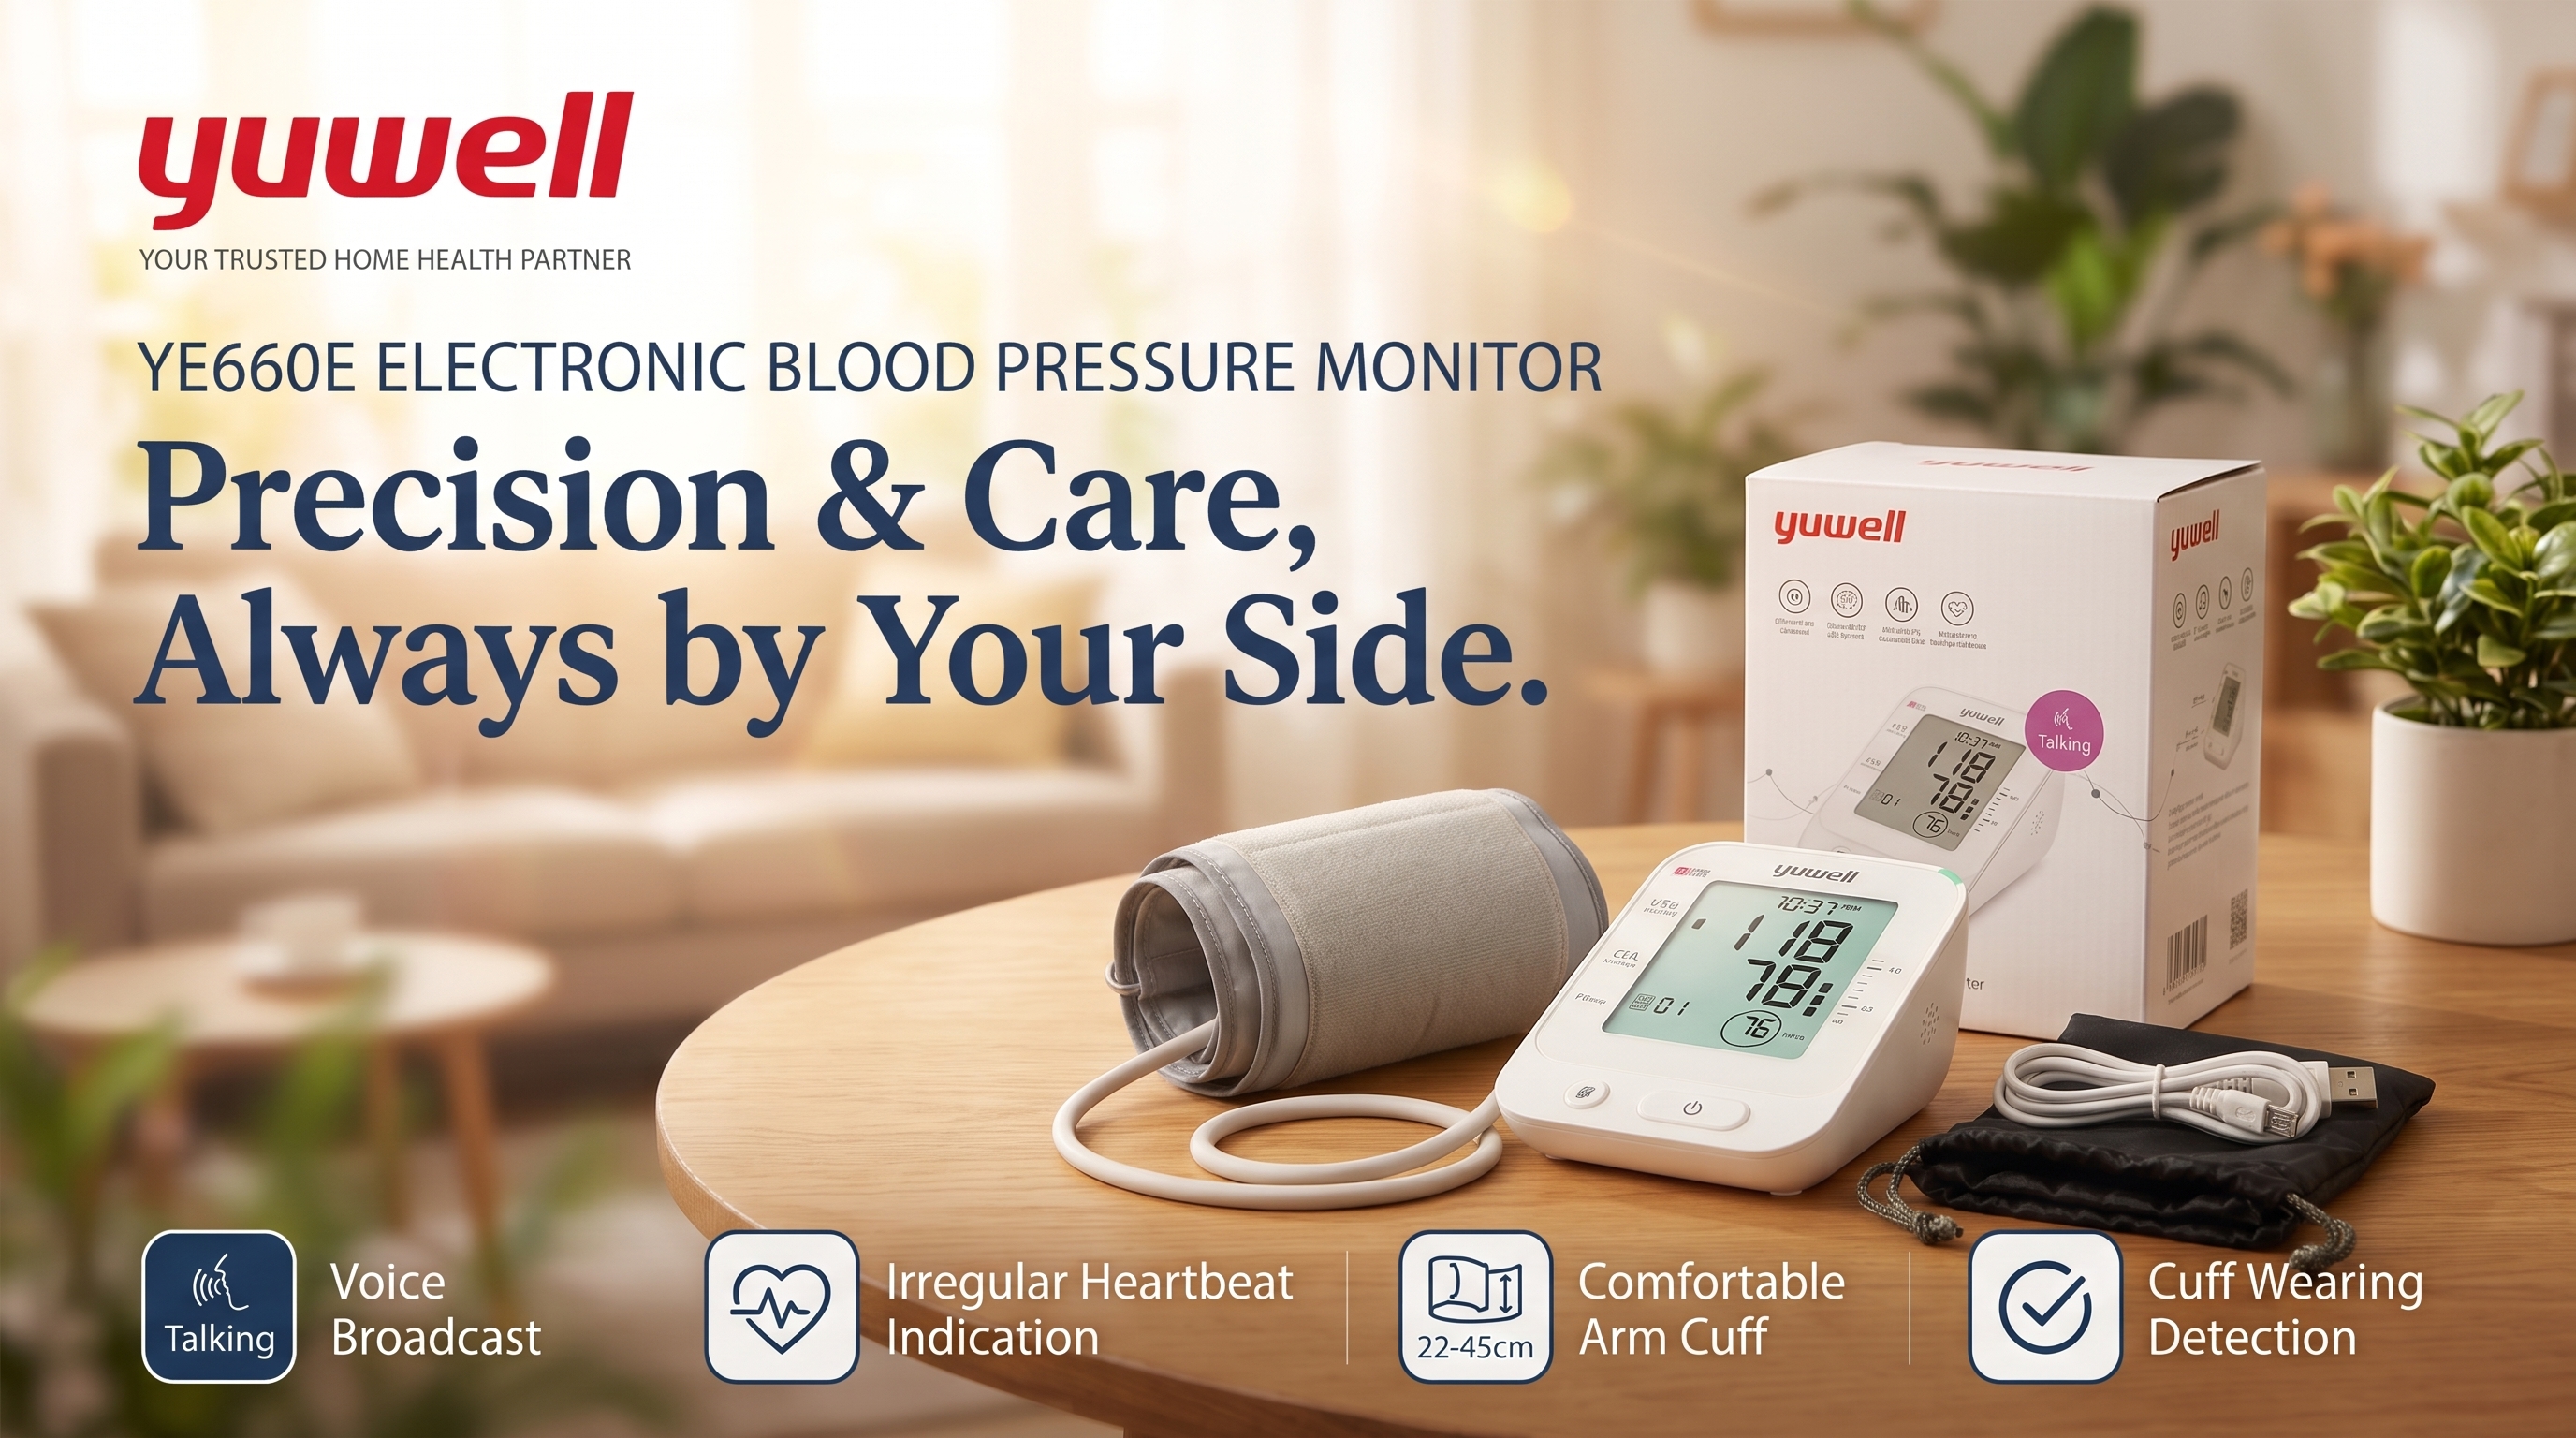 yuwell
YOUR TRUSTED HOME HEALTH PARTNER
YE660E ELECTRONIC BLOOD PRESSURE MONITOR
Precision & Care,
Always by Your Side.
yuwell
yuwell
yuwell
yuwell
10:37
118
78
01
76
Talking
yuwell
10:37
118
78
01
76
Talking
Voice
Broadcast
Irregular Heartbeat
Indication
22-45cm
Comfortable
Arm Cuff
Cuff Wearing
Detection